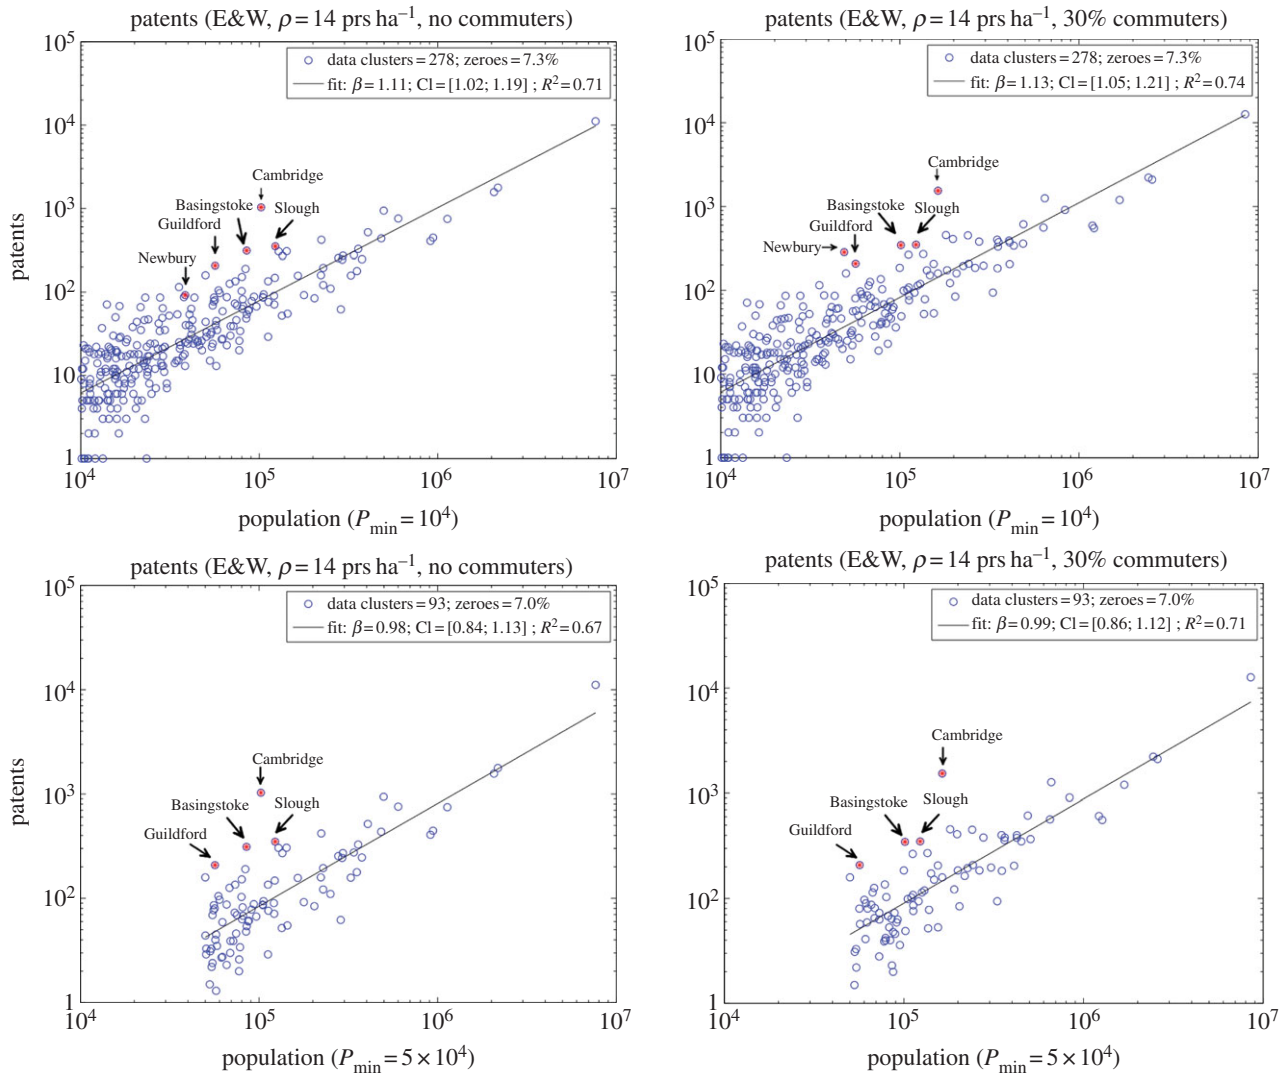 patents (E&W, ρ = 14 prs ha⁻¹, no commuters)
10⁵
data clusters = 278; zeroes = 7.3%
fit: β = 1.11; Cl = [1.02; 1.19] ; R² = 0.71
10⁴
Cambridge
10³
Basingstoke
Slough
Guildford
Newbury
10²
10
1
patents
10⁴
10⁵
10⁶
10⁷
population (Pmin = 10⁴)
patents (E&W, ρ = 14 prs ha⁻¹, 30% commuters)
10⁵
data clusters = 278; zeroes = 7.3%
fit: β = 1.13; Cl = [1.05; 1.21] ; R² = 0.74
10⁴
Cambridge
10³
Basingstoke
Slough
Guildford
Newbury
10²
10
1
10⁴
10⁵
10⁶
10⁷
population (Pmin = 10⁴)
patents (E&W, ρ = 14 prs ha⁻¹, no commuters)
10⁵
data clusters = 93; zeroes = 7.0%
fit: β = 0.98; Cl = [0.84; 1.13] ; R² = 0.67
10⁴
Cambridge
10³
Basingstoke
Slough
Guildford
10²
1
patents
10⁴
10⁵
10⁶
10⁷
population (Pmin = 5 × 10⁴)
patents (E&W, ρ = 14 prs ha⁻¹, 30% commuters)
10⁵
data clusters = 93; zeroes = 7.0%
fit: β = 0.99; Cl = [0.86; 1.12] ; R² = 0.71
10⁴
Cambridge
10³
Basingstoke
Slough
Guildford
10²
1
10⁴
10⁵
10⁶
10⁷
population (Pmin = 5 × 10⁴)